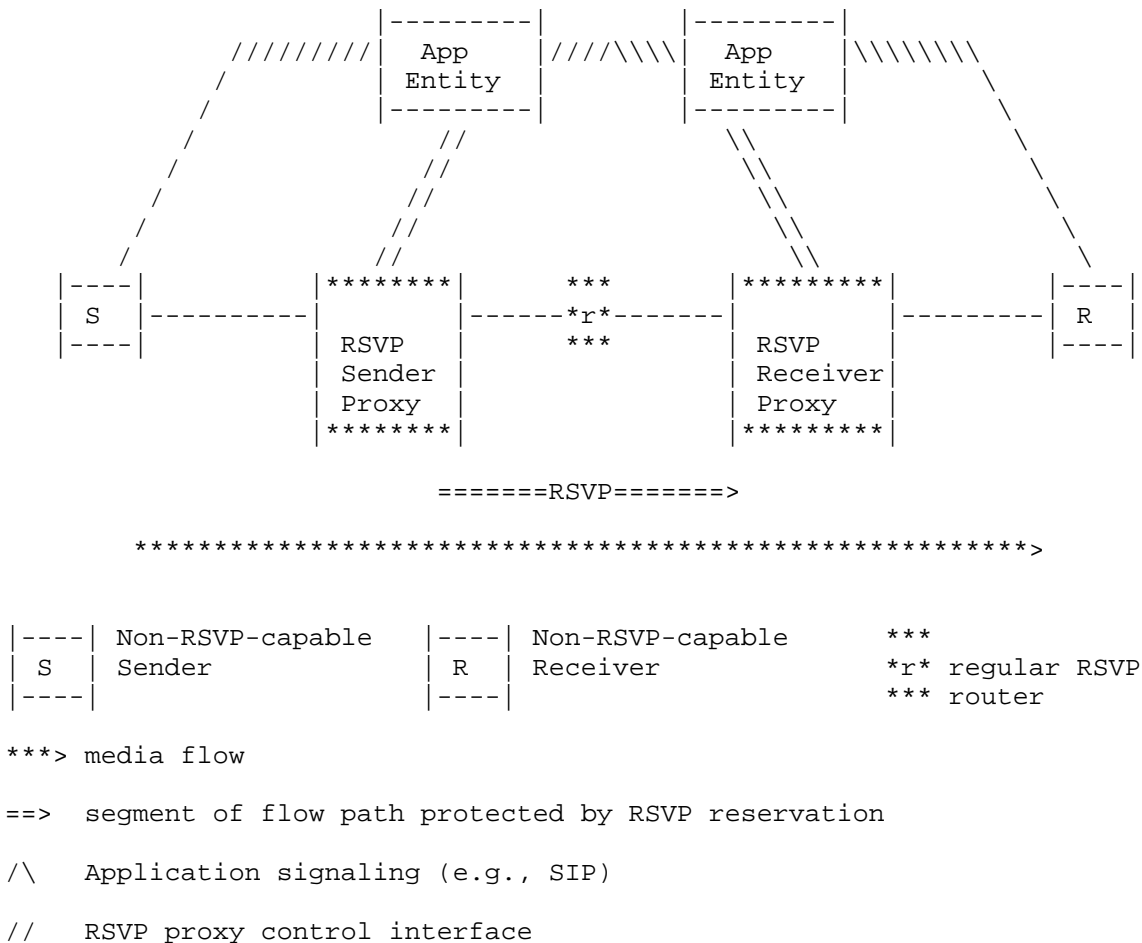 |---------|         |---------|
/////////| App |////\\\\| App |\\\\\\\\
/ | Entity | | Entity | \
/ |---------|         |---------| \
/ // \\ \
/ // \\ \
/ // \\ \
/ // \\ \
/ // \\ \
|----| |********| *** |*********| |----|
| S |----------| |------*r*-------| |---------| R |
|----| | RSVP | *** | RSVP | |----|
| Sender | | Receiver|
| Proxy | | Proxy |
|********| |*********|
=======RSVP=======>
********************************************************>
|----| Non-RSVP-capable |----| Non-RSVP-capable ***
| S | Sender | R | Receiver *r* regular RSVP
|----| |----| *** router
***> media flow
==> segment of flow path protected by RSVP reservation
/\ Application signaling (e.g., SIP)
// RSVP proxy control interface